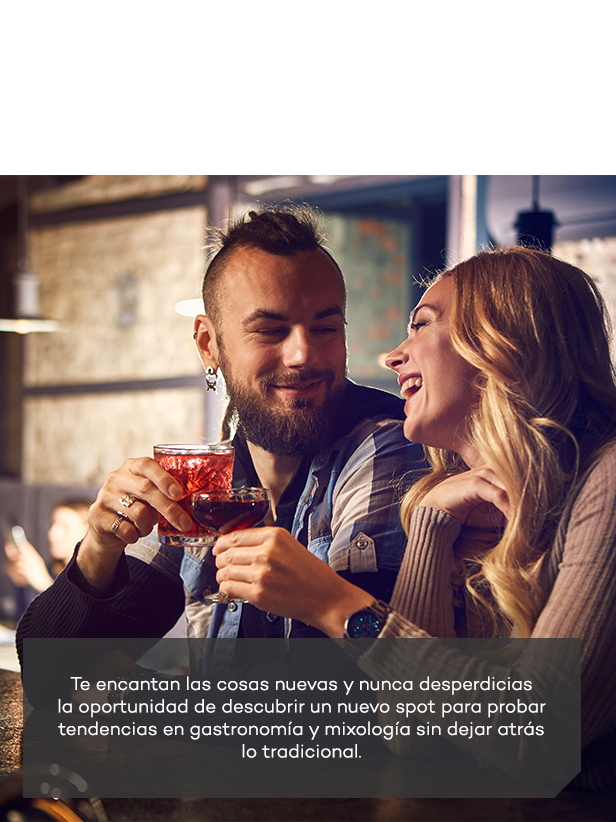 Te encantan las cosas nuevas y nunca desperdicias
la oportunidad de descubrir un nuevo spot para probar
tendencias en gastronomía y mixología sin dejar atrás
lo tradicional.